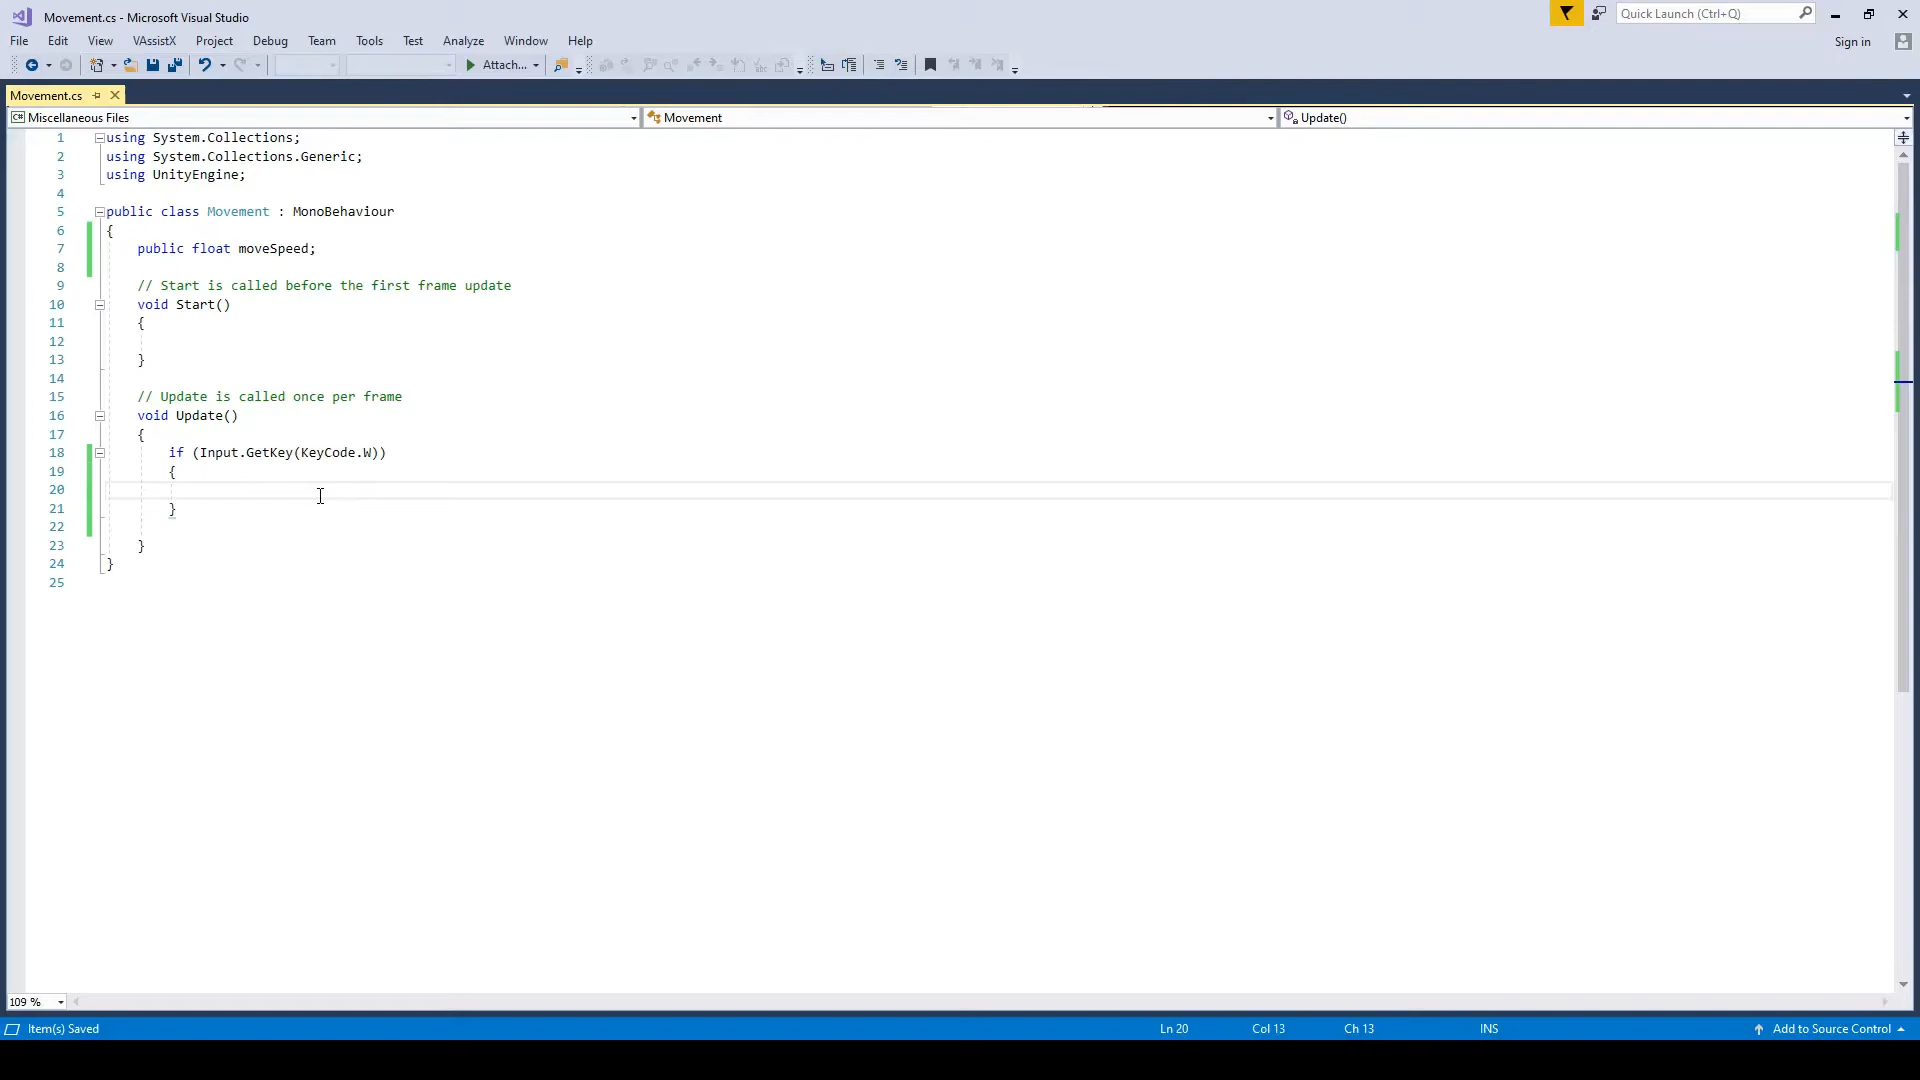 Movement.cs - Microsoft Visual Studio
Quick Launch (Ctrl+Q)
File Edit View VAssistX Project Debug Team Tools Test Analyze Window Help
Sign in
Attach...
Movement.cs
C# Miscellaneous Files
Movement
Update()
1 using System.Collections;
2 using System.Collections.Generic;
3 using UnityEngine;
4
5 public class Movement : MonoBehaviour
6 {
7 public float moveSpeed;
8
9 // Start is called before the first frame update
10 void Start()
11 {
12
13 }
14
15 // Update is called once per frame
16 void Update()
17 {
18 if (Input.GetKey(KeyCode.W))
19 {
20
21 }
22
23 }
24 }
25
109 %
Item(s) Saved
Ln 20 Col 13 Ch 13 INS
Add to Source Control